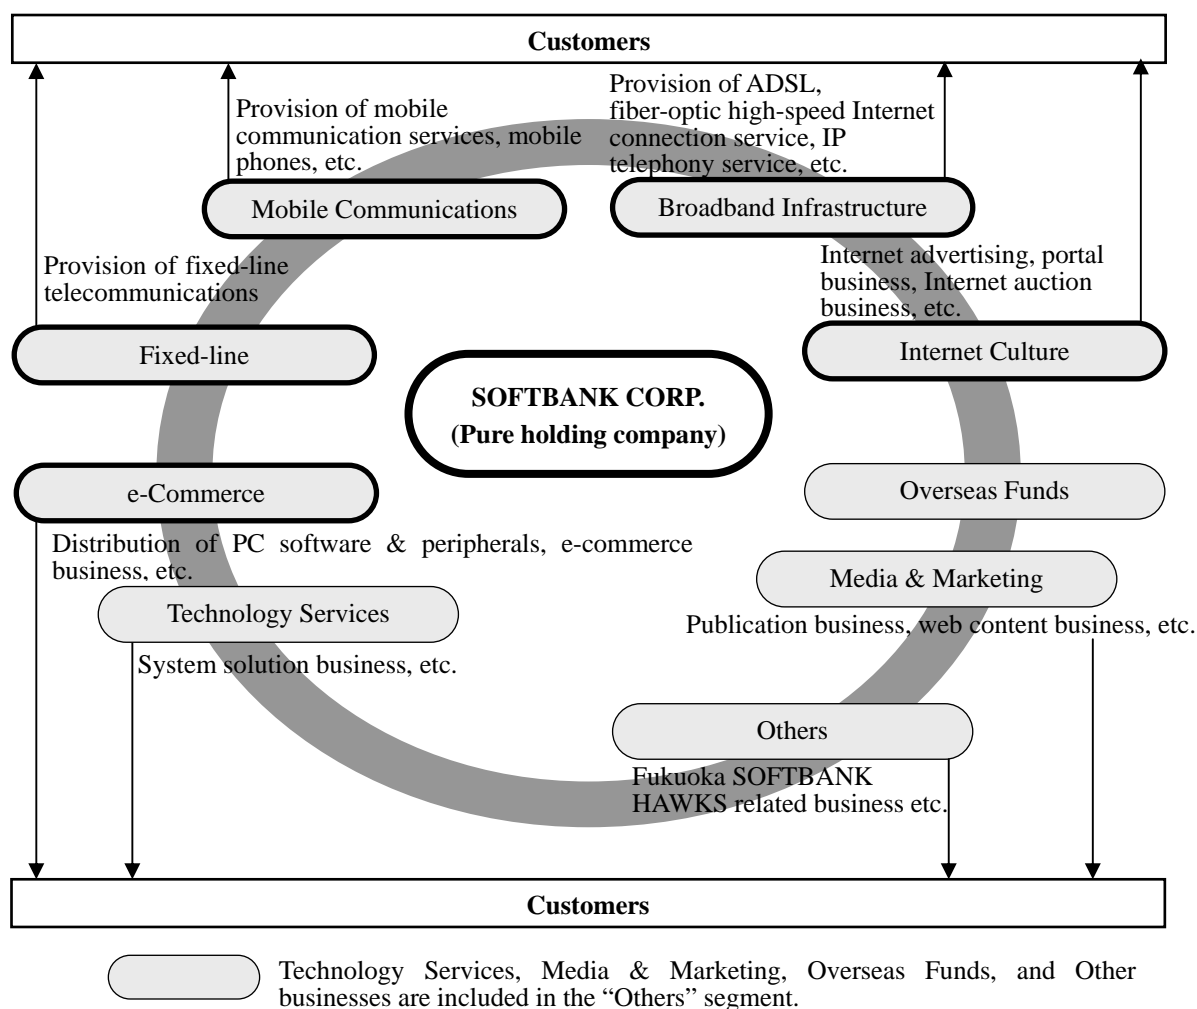 Customers
Provision of mobile
communication services, mobile
phones, etc.
Provision of ADSL,
fiber-optic high-speed Internet
connection service, IP
telephony service, etc.
Mobile Communications
Broadband Infrastructure
Provision of fixed-line
telecommunications
Internet advertising, portal
business, Internet auction
business, etc.
Fixed-line
Internet Culture
SOFTBANK CORP.
(Pure holding company)
e-Commerce
Overseas Funds
Distribution of PC software & peripherals, e-commerce
business, etc.
Media & Marketing
Technology Services
Publication business, web content business, etc.
System solution business, etc.
Others
Fukuoka SOFTBANK
HAWKS related business etc.
Customers
Technology Services, Media & Marketing, Overseas Funds, and Other
businesses are included in the “Others” segment.